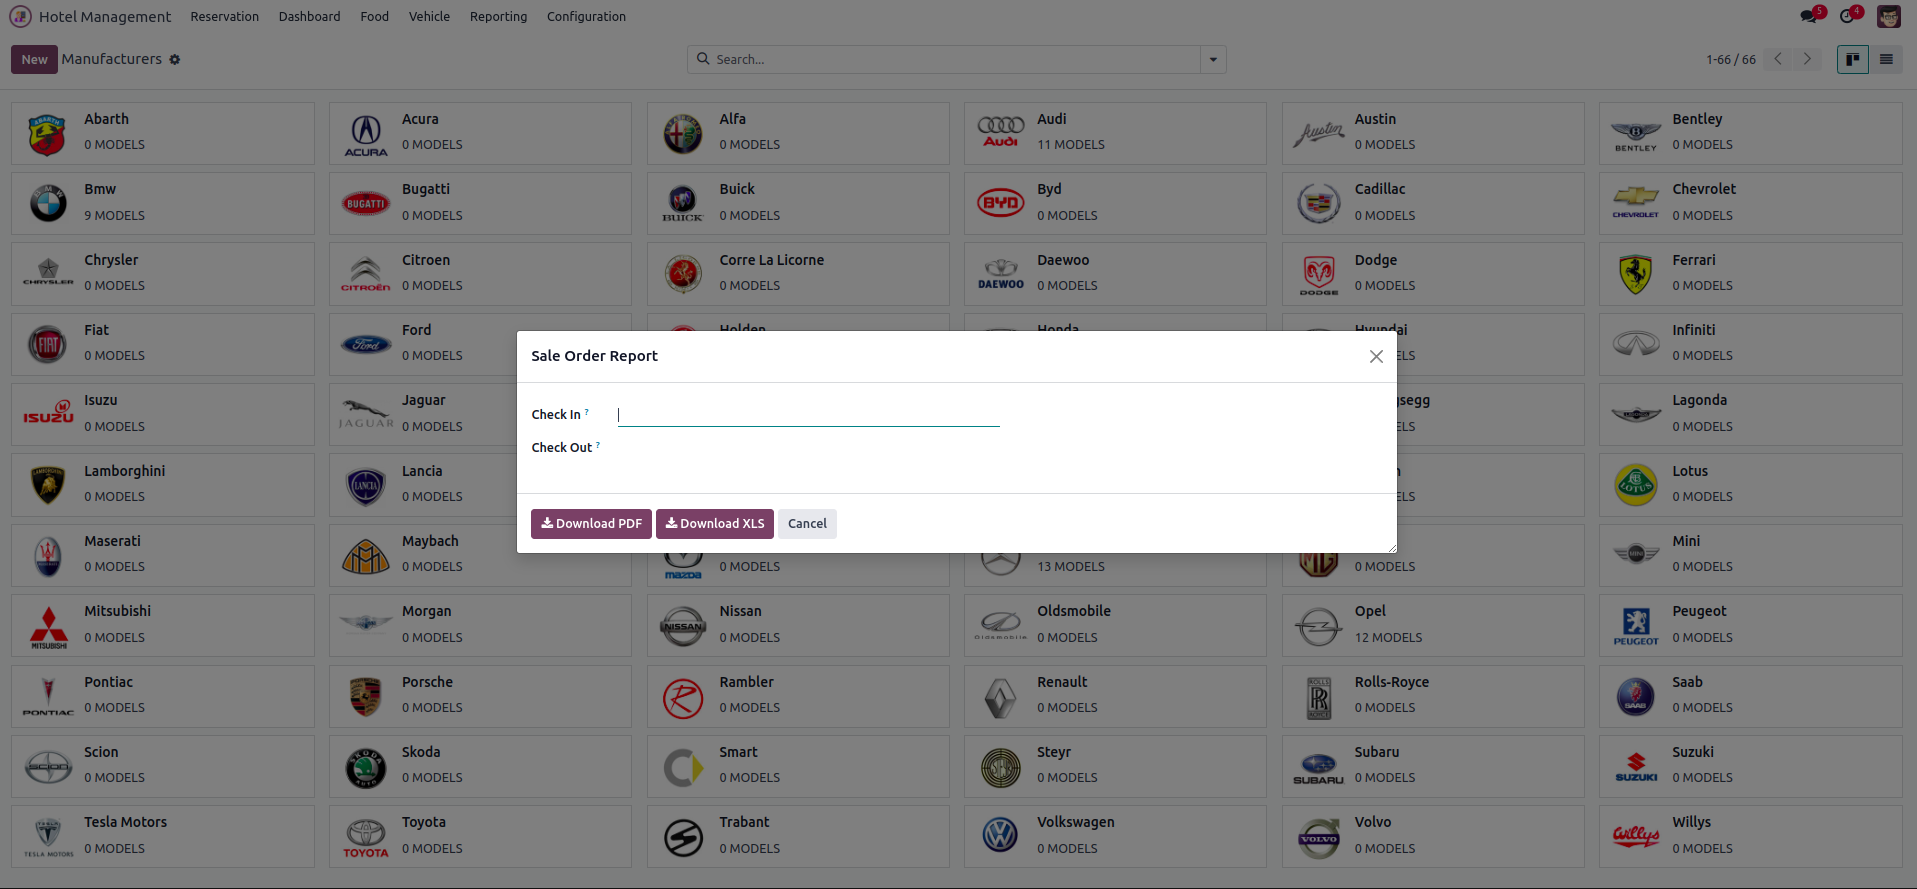 Hotel Management Reservation Dashboard Food Vehicle Reporting Configuration 5 4
New Manufacturers Search... 1-66 / 66
Abarth Acura Alfa Audi Austin Bentley
0 MODELS 0 MODELS 0 MODELS 11 MODELS 0 MODELS 0 MODELS
Bmw Bugatti Buick Byd Cadillac Chevrolet
9 MODELS 0 MODELS 0 MODELS 0 MODELS 0 MODELS 0 MODELS
Chrysler Citroen Corre La Licorne Daewoo Dodge Ferrari
0 MODELS 0 MODELS 0 MODELS 0 MODELS 0 MODELS 0 MODELS
Fiat Ford Holden Honda Hyundai Infiniti
0 MODELS 0 MODELS 0 MODELS
Sale Order Report
Check In ?
Check Out ?
Download PDF Download XLS Cancel
Isuzu Jaguar Lagonda
0 MODELS 0 MODELS 0 MODELS
Lamborghini Lancia Lotus
0 MODELS 0 MODELS 0 MODELS
Maserati Maybach Mini
0 MODELS 0 MODELS 0 MODELS 13 MODELS 0 MODELS 0 MODELS
Mitsubishi Morgan Nissan Oldsmobile Opel Peugeot
0 MODELS 0 MODELS 0 MODELS 0 MODELS 12 MODELS 0 MODELS
Pontiac Porsche Rambler Renault Rolls-Royce Saab
0 MODELS 0 MODELS 0 MODELS 0 MODELS 0 MODELS 0 MODELS
Scion Skoda Smart Steyr Subaru Suzuki
0 MODELS 0 MODELS 0 MODELS 0 MODELS 0 MODELS 0 MODELS
Tesla Motors Toyota Trabant Volkswagen Volvo Willys
0 MODELS 0 MODELS 0 MODELS 0 MODELS 0 MODELS 0 MODELS